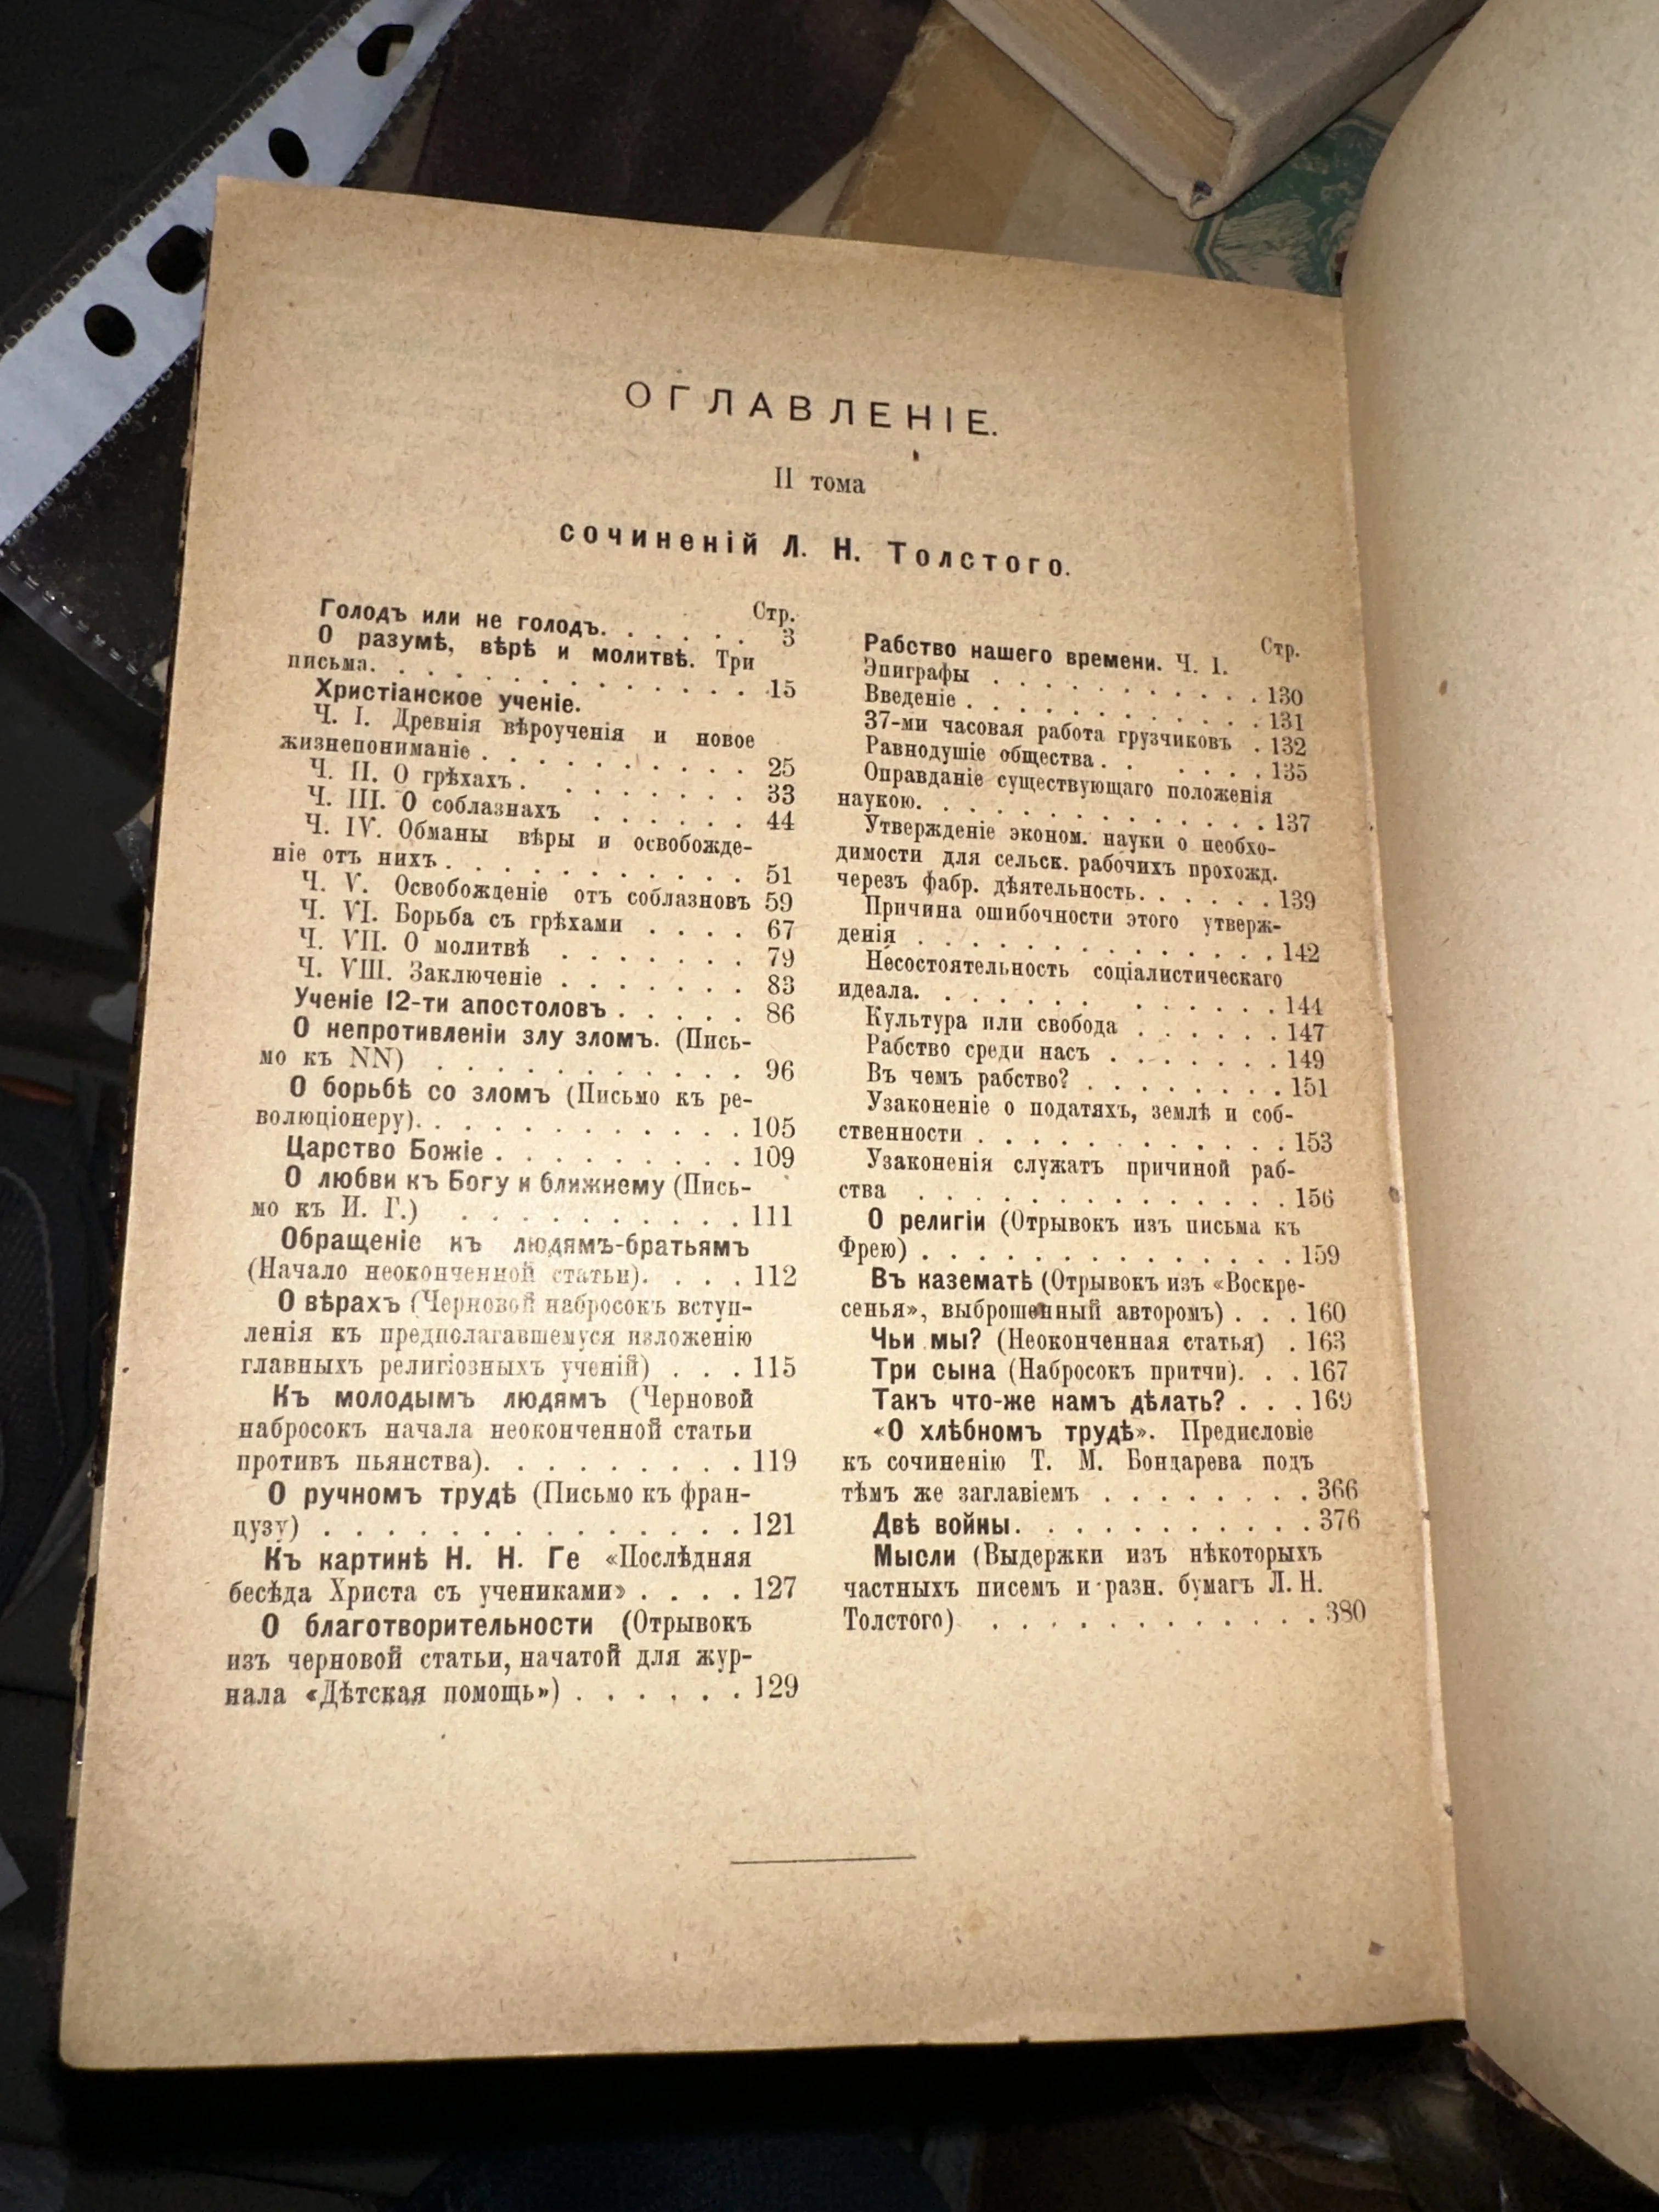 ОГЛАВЛЕНІЕ.
II тома
сочиненій Л. Н. Толстого.
Стр.
Голодъ или не голодъ. . . . . . 3
О разумѣ, вѣрѣ и молитвѣ. Три
письма. . . . . . . . . . . . . . 15
Христіанское ученіе.
Ч. I. Древнія вѣроученія и новое
жизнепониманіе . . . . . . . . . . 25
Ч. II. О грѣхахъ . . . . . . . . 33
Ч. III. О соблазнахъ . . . . . . 44
Ч. IV. Обманы вѣры и освобожде-
ніе отъ нихъ . . . . . . . . . . . 51
Ч. V. Освобожденіе отъ соблазновъ 59
Ч. VI. Борьба съ грѣхами . . . . 67
Ч. VII. О молитвѣ . . . . . . . 79
Ч. VIII. Заключеніе . . . . . . . 83
Ученіе 12-ти апостоловъ . . . . . 86
О непротивленіи злу зломъ. (Пись-
мо къ NN) . . . . . . . . . . . 96
О борьбѣ со зломъ (Письмо къ ре-
волюціонеру). . . . . . . . . . . . 105
Царство Божіе . . . . . . . . . 109
О любви къ Богу и ближнему (Пись-
мо къ И. Г.) . . . . . . . . . . 111
Обращеніе къ людямъ-братьямъ
(Начало неоконченной статьи). . . . 112
О вѣрахъ (Черновой набросокъ вступ-
ленія къ предполагавшемуся изложенію
главныхъ религіозныхъ ученій) . . . 115
Къ молодымъ людямъ (Черновой
набросокъ начала неоконченной статьи
противъ пьянства). . . . . . . . . 119
О ручномъ трудѣ (Письмо къ фран-
цузу) . . . . . . . . . . . . . . 121
Къ картинѣ Н. Н. Ге «Послѣдняя
бесѣда Христа съ учениками» . . . . 127
О благотворительности (Отрывокъ
изъ черновой статьи, начатой для жур-
нала «Дѣтская помощь») . . . . . . 129
Стр.
Рабство нашего времени. Ч. I.
Эпиграфы . . . . . . . . . . . 130
Введеніе . . . . . . . . . . . . 131
37-ми часовая работа грузчиковъ . 132
Равнодушіе общества . . . . . . 135
Оправданіе существующаго положенія
наукою. . . . . . . . . . . . . . 137
Утвержденіе эконом. науки о необхо-
димости для сельск. рабочихъ прохожд.
черезъ фабр. дѣятельность. . . . . . 139
Причина ошибочности этого утверж-
денія . . . . . . . . . . . . . . 142
Несостоятельность соціалистическаго
идеала. . . . . . . . . . . . . . 144
Культура или свобода . . . . . . 147
Рабство среди насъ . . . . . . . 149
Въ чемъ рабство? . . . . . . . . 151
Узаконеніе о податяхъ, землѣ и соб-
ственности . . . . . . . . . . . . 153
Узаконенія служатъ причиной раб-
ства . . . . . . . . . . . . . . 156
О религіи (Отрывокъ изъ письма къ
Фрею) . . . . . . . . . . . . . . 159
Въ казематѣ (Отрывокъ изъ «Воскре-
сенья», выброшенный авторомъ) . . . 160
Чьи мы? (Неоконченная статья) . 163
Три сына (Набросокъ притчи). . . 167
Такъ что-же намъ дѣлать? . . . 169
«О хлѣбномъ трудѣ». Предисловіе
къ сочиненію Т. М. Бондарева подъ
тѣмъ же заглавіемъ . . . . . . . . 366
Двѣ войны. . . . . . . . . . . 376
Мысли (Выдержки изъ нѣкоторыхъ
частныхъ писемъ и разн. бумагъ Л. Н.
Толстого) . . . . . . . . . . . . 380